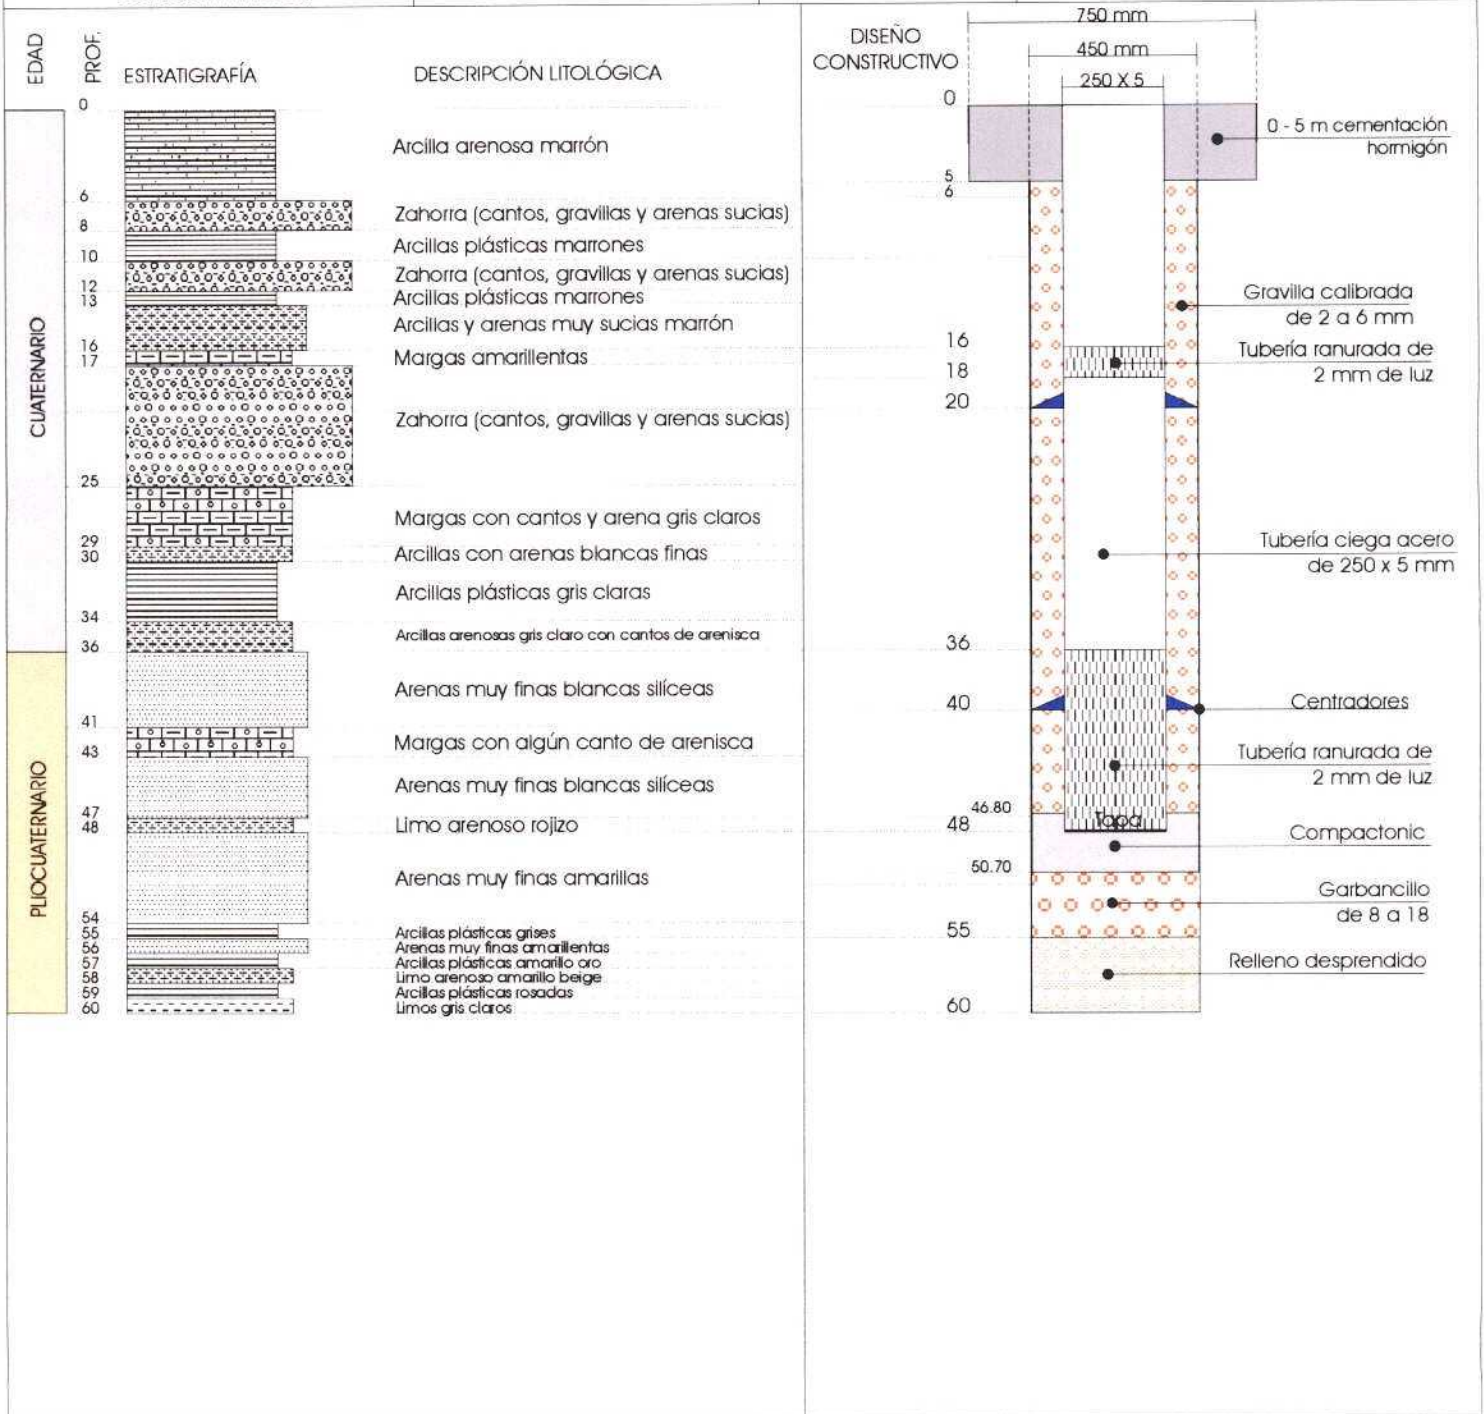 EDAD
PROF.
ESTRATIGRAFÍA
DESCRIPCIÓN LITOLÓGICA
CUATERNARIO
PLIOCUATERNARIO
0
Arcilla arenosa marrón
6
Zahorra (cantos, gravillas y arenas sucias)
8
Arcillas plásticas marrones
10
Zahorra (cantos, gravillas y arenas sucias)
12
Arcillas plásticas marrones
13
Arcillas y arenas muy sucias marrón
16
Margas amarillentas
17
Zahorra (cantos, gravillas y arenas sucias)
25
Margas con cantos y arena gris claros
29
Arcillas con arenas blancas finas
30
Arcillas plásticas gris claras
34
Arcillas arenosas gris claro con cantos de arenisca
36
Arenas muy finas blancas silíceas
41
Margas con algún canto de arenisca
43
Arenas muy finas blancas silíceas
47
Limo arenoso rojizo
48
Arenas muy finas amarillas
54
Arcillas plásticas grises
55
Arenas muy finas amarillentas
56
Arcillas plásticas amarillo oro
57
Limo arenoso amarillo beige
58
Arcillas plásticas rosadas
59
Limos gris claros
60
DISEÑO
CONSTRUCTIVO
750 mm
450 mm
250 X 5
0
0 - 5 m cementación
hormigón
5
6
Gravilla calibrada
de 2 a 6 mm
16
Tubería ranurada de
2 mm de luz
18
20
Tubería ciega acero
de 250 x 5 mm
36
40
Centradores
Tubería ranurada de
2 mm de luz
46.80
Tapa
48
Compactonic
50.70
Garbancillo
de 8 a 18
55
Relleno desprendido
60